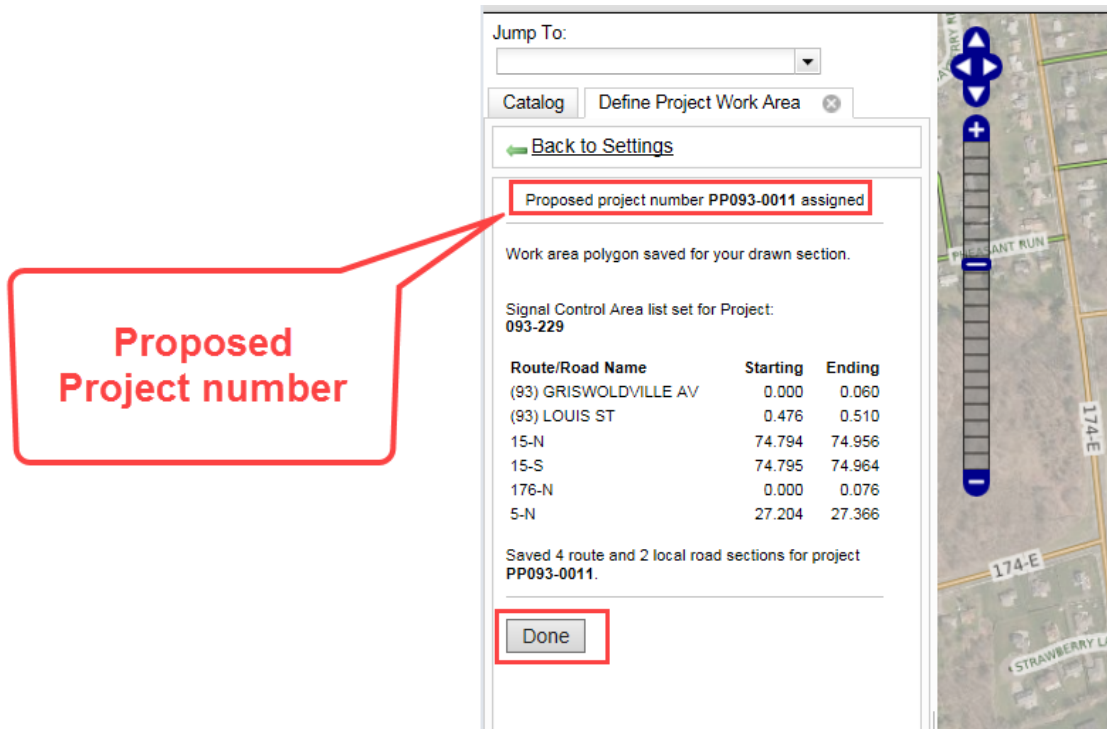 Jump To:
Catalog
Define Project Work Area
Back to Settings
Proposed project number PP093-0011 assigned
Work area polygon saved for your drawn section.
Signal Control Area list set for Project:
093-229
Route/Road Name Starting Ending
(93) GRISWOLDVILLE AV 0.000 0.060
(93) LOUIS ST 0.476 0.510
15-N 74.794 74.956
15-S 74.795 74.964
176-N 0.000 0.076
5-N 27.204 27.366
Saved 4 route and 2 local road sections for project
PP093-0011.
Done
Proposed
Project number
PHEASANT RUN
174-E
174-E
STRAWBERRY